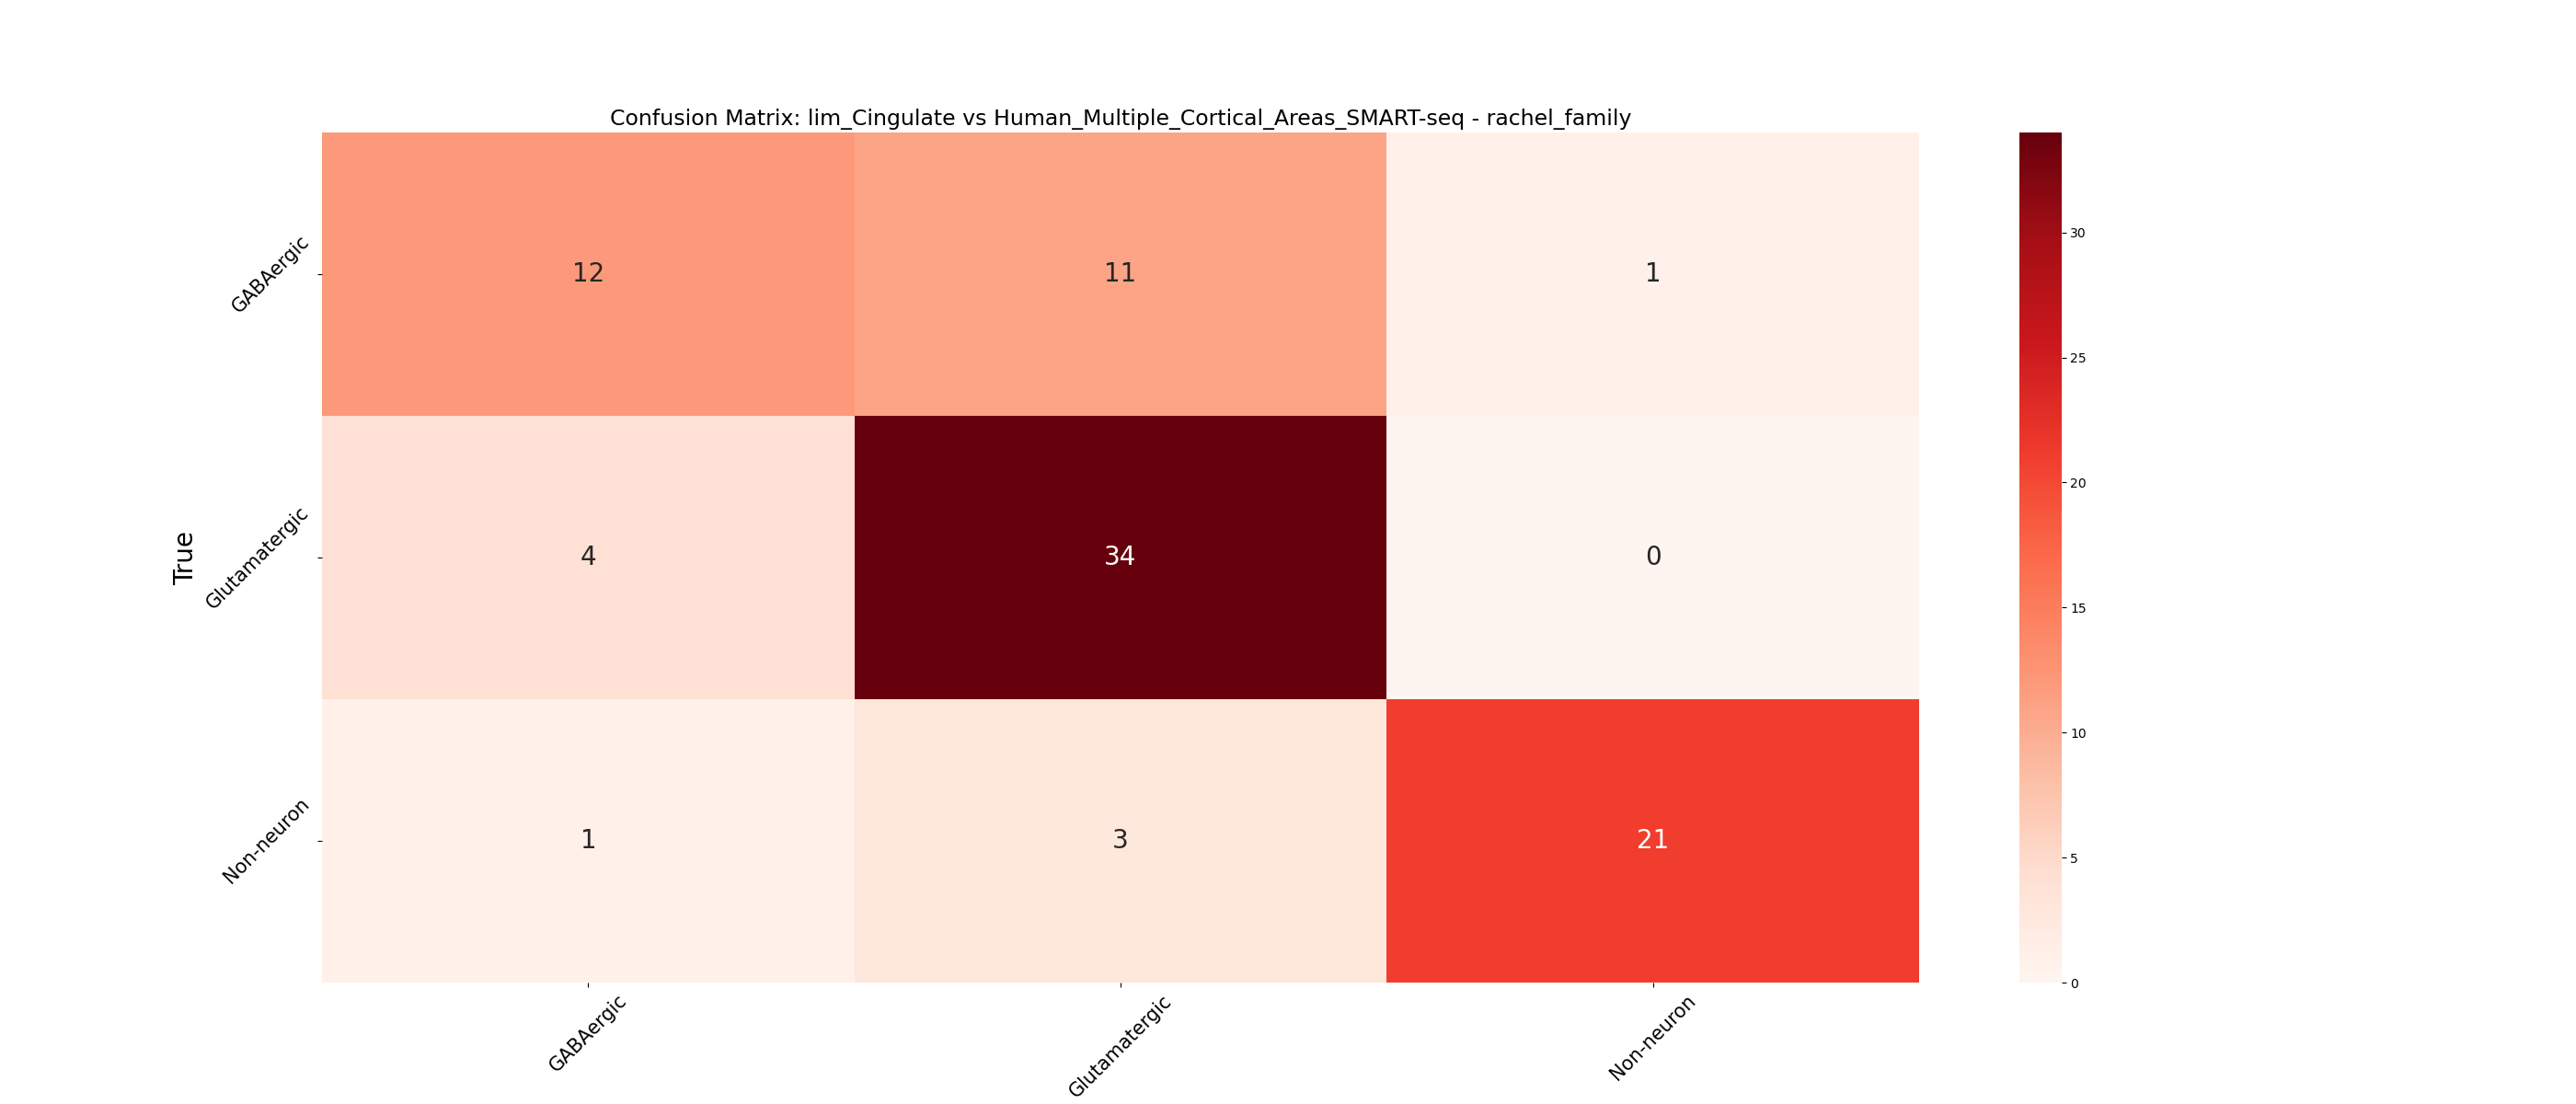 Confusion Matrix: lim_Cingulate vs Human_Multiple_Cortical_Areas_SMART-seq - rachel_family
True
GABAergic
12
11
1
Glutamatergic
4
34
0
Non-neuron
1
3
21
GABAergic
Glutamatergic
Non-neuron
30
25
20
15
10
5
0